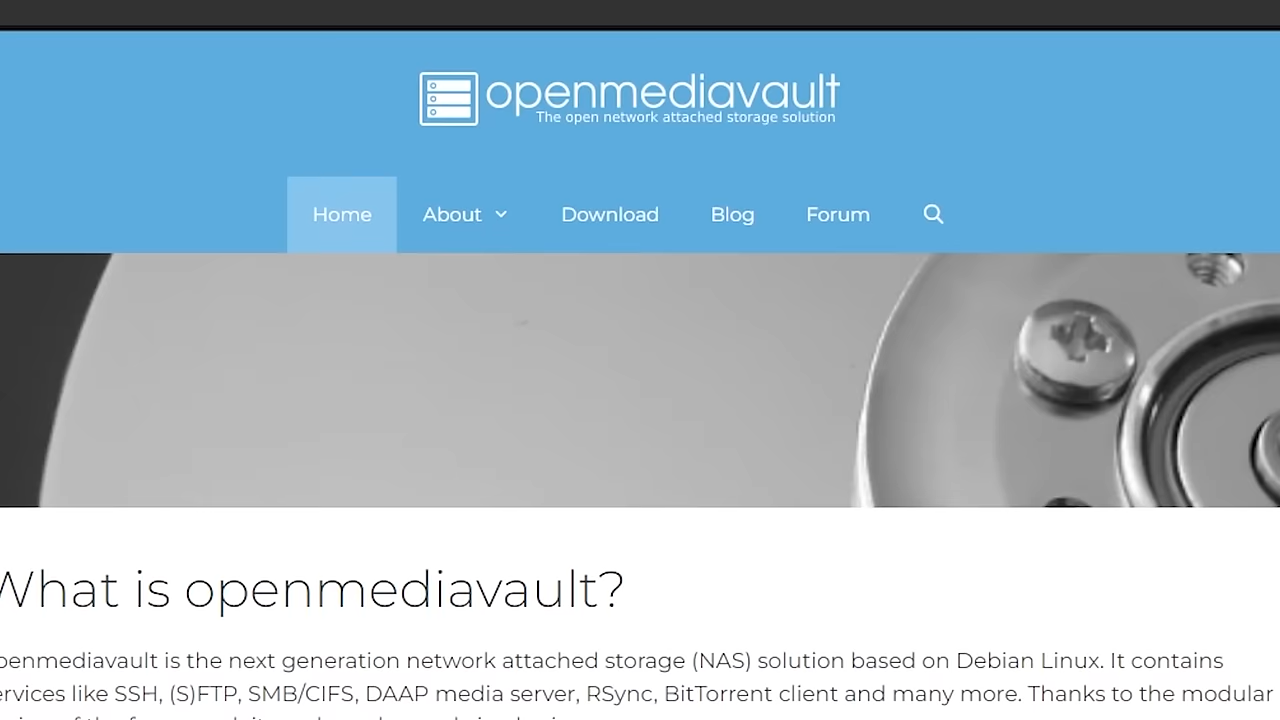 openmediavault
The open network attached storage solution
Home About Download Blog Forum
What is openmediavault?
penmediavault is the next generation network attached storage (NAS) solution based on Debian Linux. It contains
ervices like SSH, (S)FTP, SMB/CIFS, DAAP media server, RSync, BitTorrent client and many more. Thanks to the modular